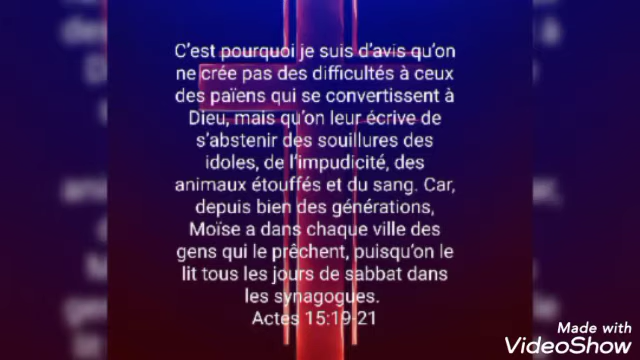 C'est pourquoi je suis d'avis qu'on
ne crée pas des difficultés à ceux
des païens qui se convertissent à
Dieu, mais qu'on leur écrive de
s'abstenir des souillures des
idoles, de l'impudicité, des
animaux étouffés et du sang. Car,
depuis bien des générations,
Moïse a dans chaque ville des
gens qui le prêchent, puisqu'on le
lit tous les jours de sabbat dans
les synagogues.
Actes 15:19-21
Made with
VideoShow